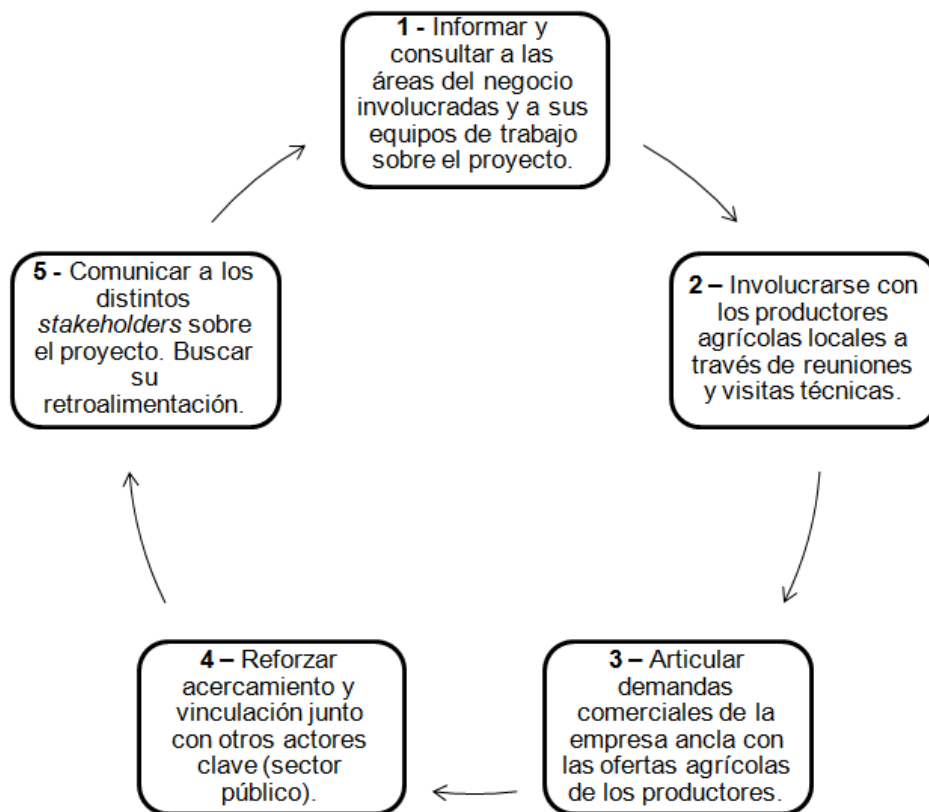 1 - Informar y
consultar a las
áreas del negocio
involucradas y a sus
equipos de trabajo
sobre el proyecto.
2 – Involucrarse con
los productores
agrícolas locales a
través de reuniones
y visitas técnicas.
3 – Articular
demandas
comerciales de la
empresa ancla con
las ofertas agrícolas
de los productores.
4 – Reforzar
acercamiento y
vinculación junto
con otros actores
clave (sector
público).
5 - Comunicar a los
distintos
stakeholders sobre
el proyecto. Buscar
su
retroalimentación.